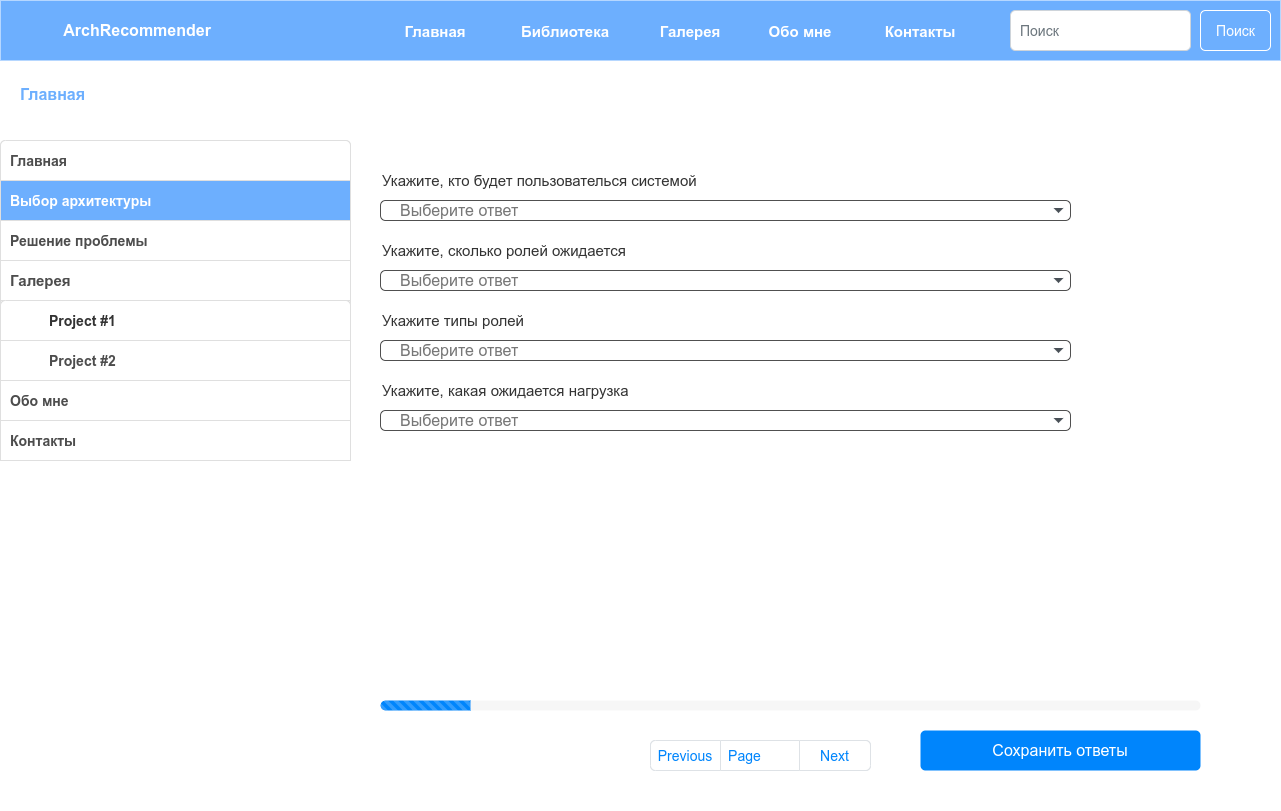 ArchRecommender Главная Библиотека Галерея Обо мне Контакты Поиск Поиск
Главная
Главная
Выбор архитектуры
Решение проблемы
Галерея
Project #1
Project #2
Обо мне
Контакты
Укажите, кто будет пользователься системой
Выберите ответ
Укажите, сколько ролей ожидается
Выберите ответ
Укажите типы ролей
Выберите ответ
Укажите, какая ожидается нагрузка
Выберите ответ
Previous Page Next
Сохранить ответы